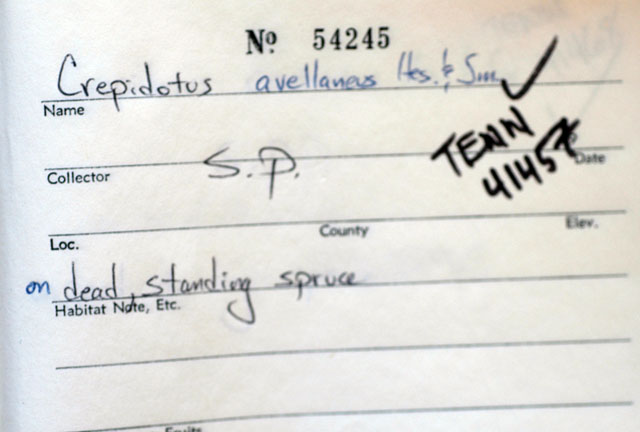 Nº 54245
Crepidotus avellaneus Hes. & Sm. ✓
Name
TENN
41457
S.P.
Collector
Date
Loc.
County
Elev.
on dead, standing spruce
Habitat Note, Etc.